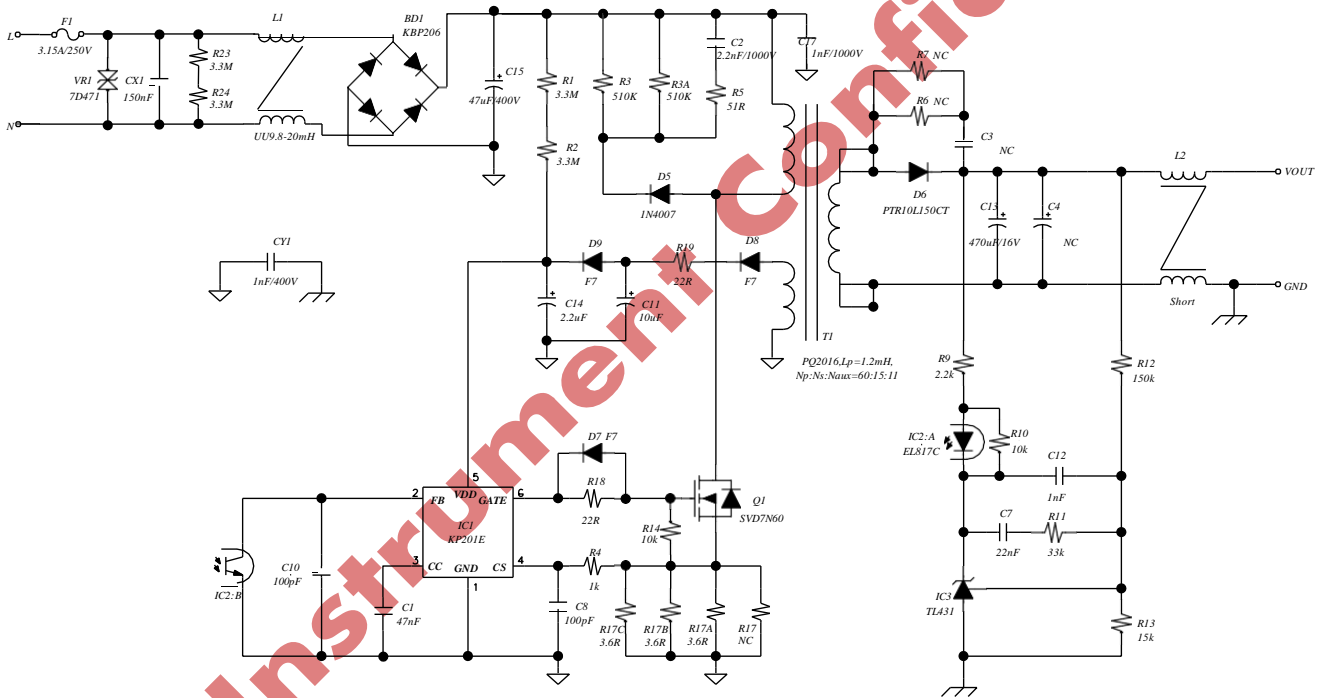 F1
L
3.15A/250V
VR1
7D471
CX1
150nF
R23
3.3M
R24
3.3M
N
L1
UU9.8-20mH
BD1
KBP206
C15
47uF/400V
R1
3.3M
R2
3.3M
R3
510K
R3A
510K
C2
2.2nF/1000V
R5
51R
C17
1nF/1000V
D5
1N4007
R7 NC
R6 NC
C3
NC
D6
PTR10L150CT
C13
470uF/16V
C4
NC
L2
Short
VOUT
GND
CY1
1nF/400V
D9
F7
R19
22R
D8
F7
C14
2.2uF
C11
10uF
T1
PQ2016,Lp=1.2mH,
Np:Ns:Naux=60:15:11
R9
2.2k
R12
150k
IC2:A
EL817C
R10
10k
C12
1nF
C7
22nF
R11
33k
IC3
TL431
R13
15k
D7 F7
R18
22R
R14
10k
Q1
SVD7N60
5
2
FB
VDD
GATE
6
IC1
KP201E
3
CC
GND
CS
4
1
R4
1k
IC2:B
C10
100pF
C1
47nF
C8
100pF
R17C
3.6R
R17B
3.6R
R17A
3.6R
R17
NC
Instrument Confi